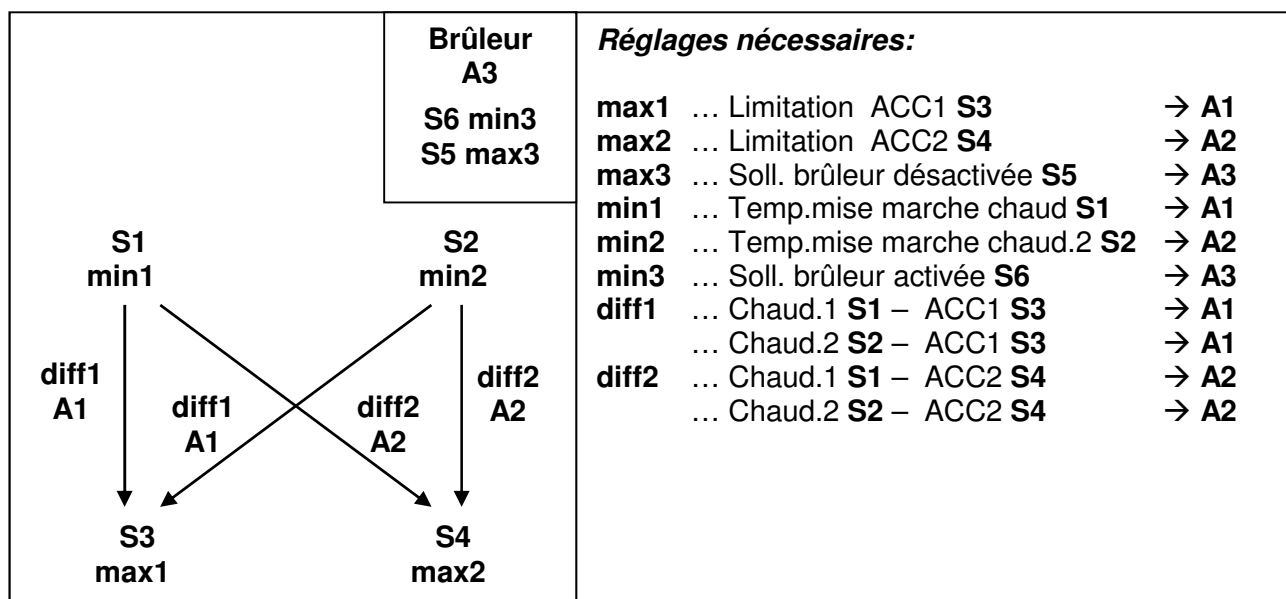 Brûleur
A3
S6 min3
S5 max3
S1
min1
S2
min2
diff1
A1
diff1
A1
diff2
A2
diff2
A2
S3
max1
S4
max2
Réglages nécessaires:
max1 … Limitation ACC1 S3 → A1
max2 … Limitation ACC2 S4 → A2
max3 … Soll. brûleur désactivée S5 → A3
min1 … Temp.mise marche chaud S1 → A1
min2 … Temp.mise marche chaud.2 S2 → A2
min3 … Soll. brûleur activée S6 → A3
diff1 … Chaud.1 S1 – ACC1 S3 → A1
… Chaud.2 S2 – ACC1 S3 → A1
diff2 … Chaud.1 S1 – ACC2 S4 → A2
… Chaud.2 S2 – ACC2 S4 → A2